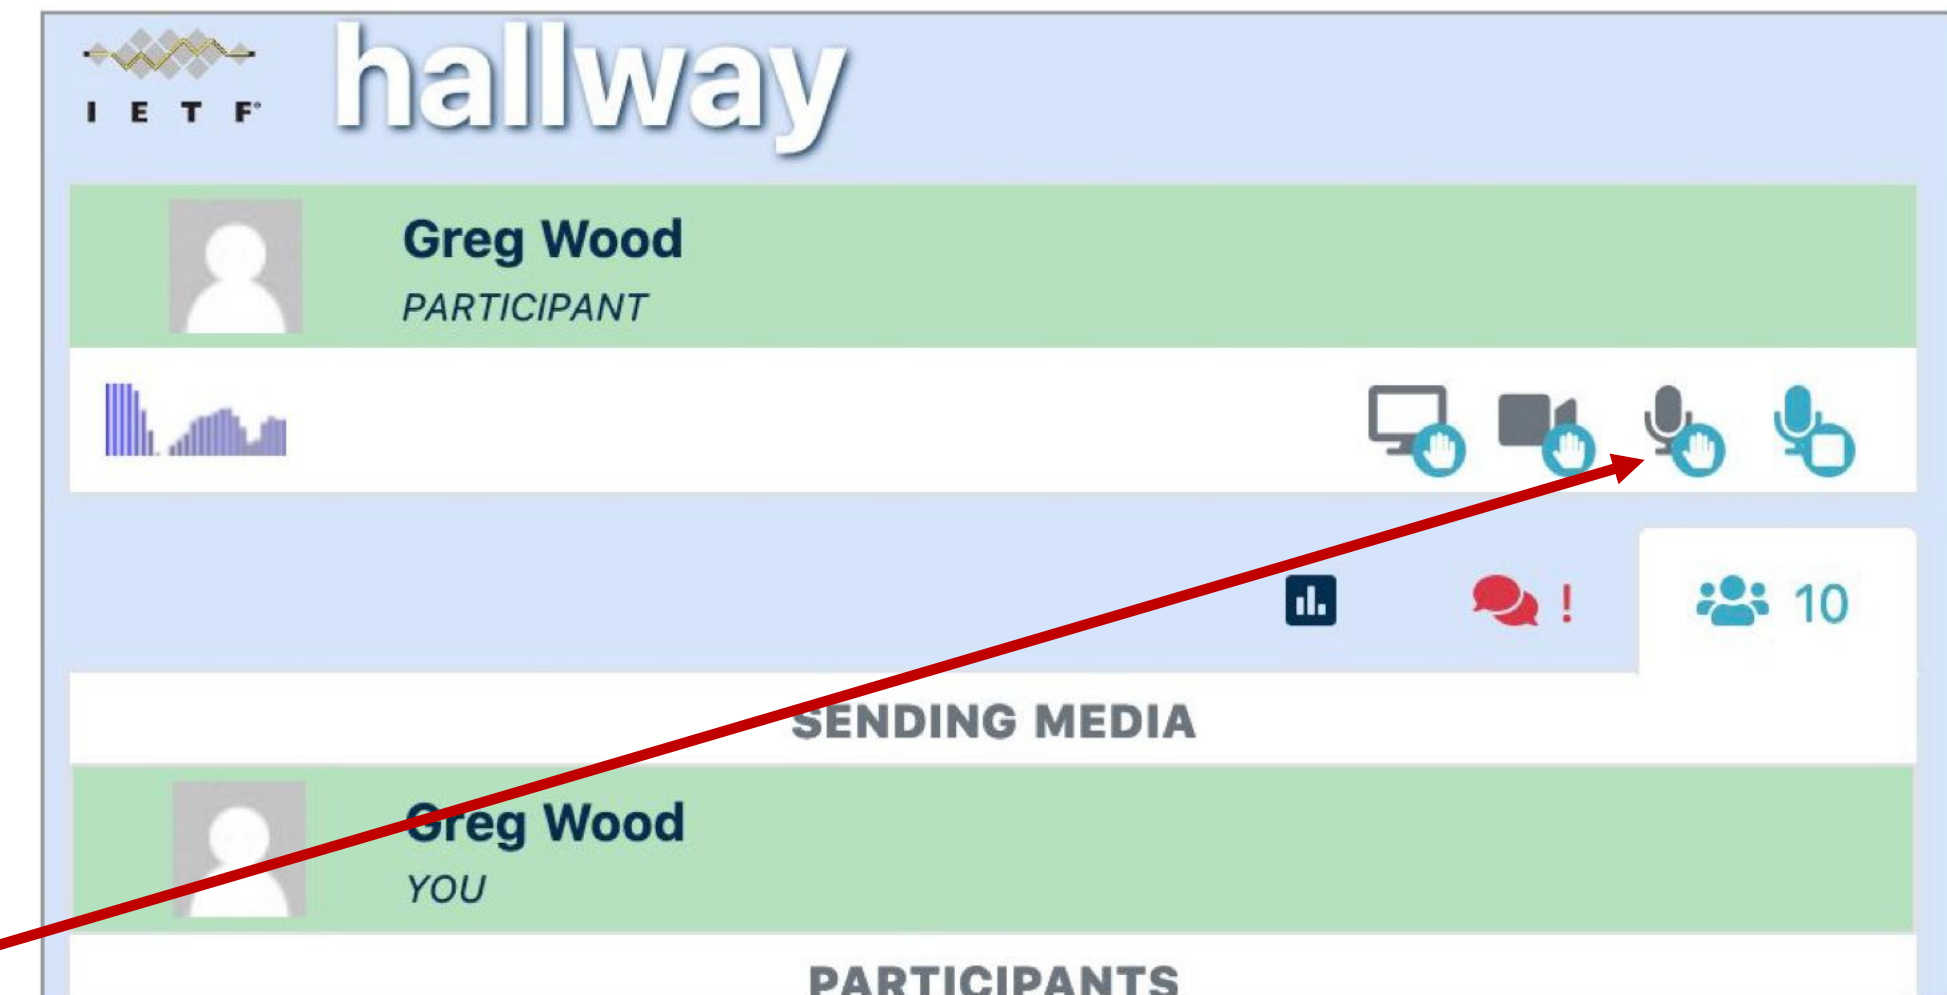 IETF®
hallway
Greg Wood
PARTICIPANT
! 10
SENDING MEDIA
Greg Wood
YOU
PARTICIPANTS